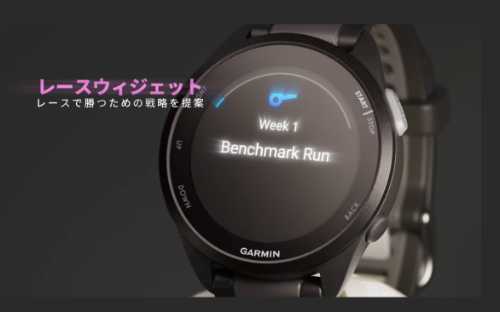 レースウィジェット
レースで勝つための戦略を提案
Week 1
Benchmark Run
START
STOP
UP
DOWN
BACK
GARMIN